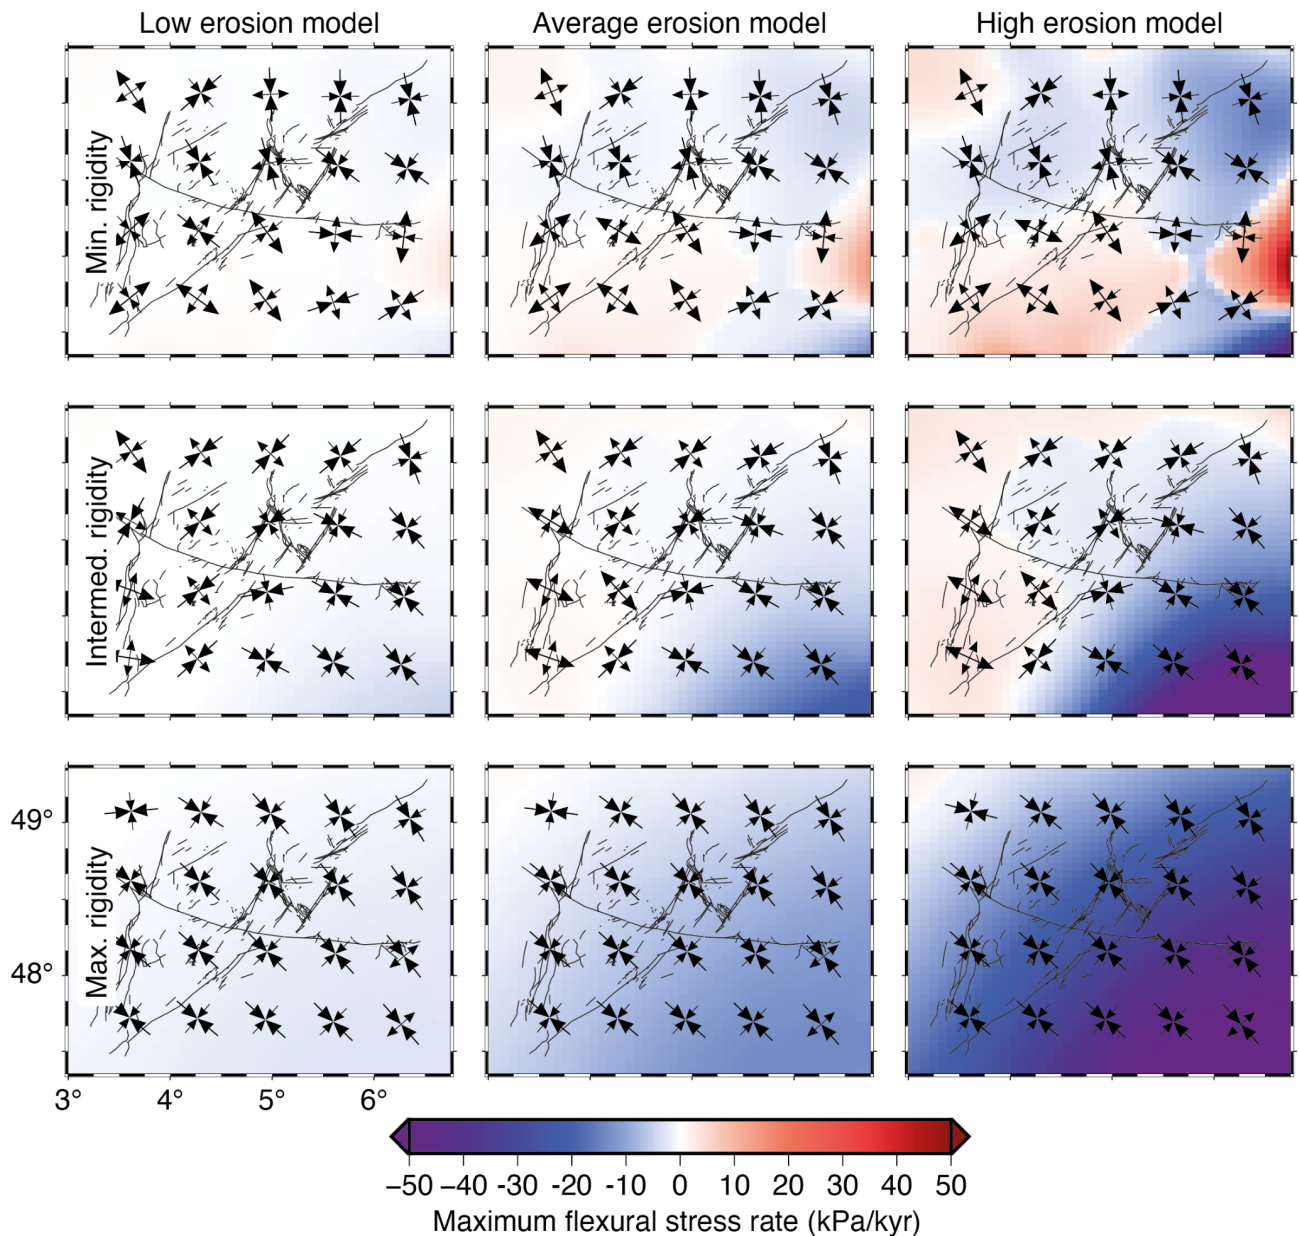 Low erosion model
Average erosion model
High erosion model
Min. rigidity
Intermed. rigidity
Max. rigidity
49°
48°
3°
4°
5°
6°
−50
−40
-30
-20
-10
0
10
20
30
40
50
Maximum flexural stress rate (kPa/kyr)